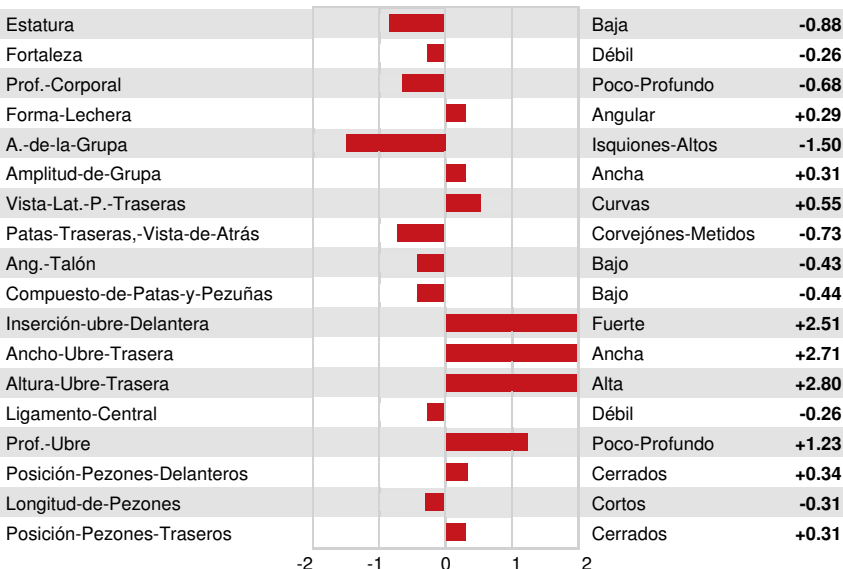 Estatura Baja -0.88
Fortaleza Débil -0.26
Prof.-Corporal Poco-Profundo -0.68
Forma-Lechera Angular +0.29
A.-de-la-Grupa Isquiones-Altos -1.50
Amplitud-de-Grupa Ancha +0.31
Vista-Lat.-P.-Traseras Curvas +0.55
Patas-Traseras,-Vista-de-Atrás Corvejónes-Metidos -0.73
Ang.-Talón Bajo -0.43
Compuesto-de-Patas-y-Pezuñas Bajo -0.44
Inserción-ubre-Delantera Fuerte +2.51
Ancho-Ubre-Trasera Ancha +2.71
Altura-Ubre-Trasera Alta +2.80
Ligamento-Central Débil -0.26
Prof.-Ubre Poco-Profundo +1.23
Posición-Pezones-Delanteros Cerrados +0.34
Longitud-de-Pezones Cortos -0.31
Posición-Pezones-Traseros Cerrados +0.31
-2 -1 0 1 2